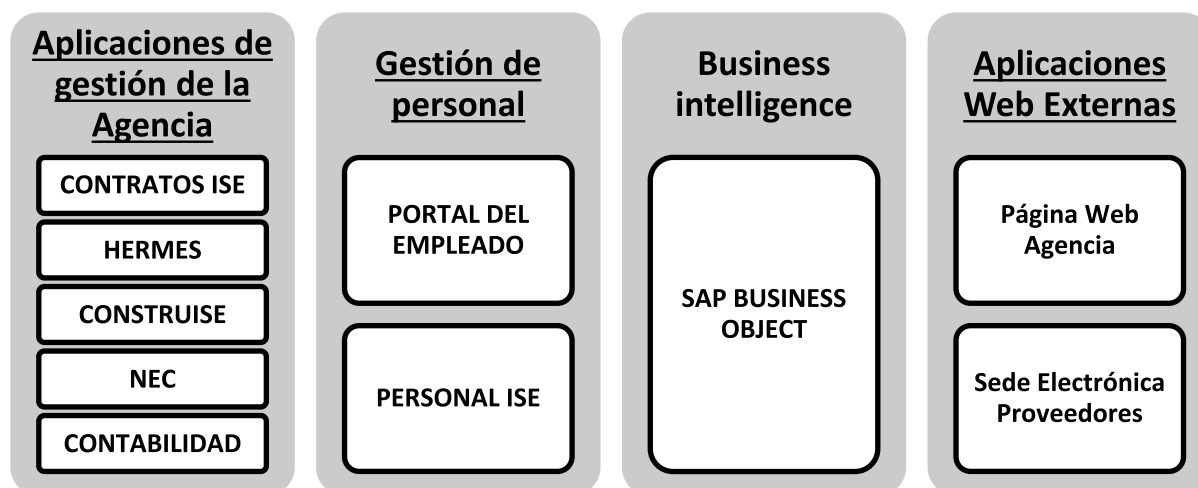 Aplicaciones de
gestión de la
Agencia
CONTRATOS ISE
HERMES
CONSTRUISE
NEC
CONTABILIDAD
Gestión de
personal
PORTAL DEL
EMPLEADO
PERSONAL ISE
Business
intelligence
SAP BUSINESS
OBJECT
Aplicaciones
Web Externas
Página Web
Agencia
Sede Electrónica
Proveedores